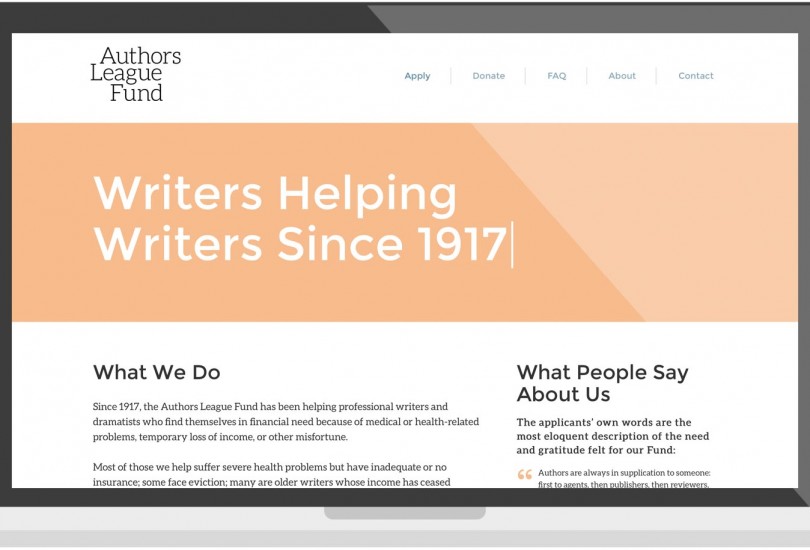 Authors
League
Fund
Apply
Donate
FAQ
About
Contact
Writers Helping
Writers Since 1917
What We Do
Since 1917, the Authors League Fund has been helping professional writers and
dramatists who find themselves in financial need because of medical or health-related
problems, temporary loss of income, or other misfortune.
Most of those we help suffer severe health problems but have inadequate or no
insurance; some face eviction; many are older writers whose income has ceased
What People Say
About Us
The applicants' own words are the
most eloquent description of the need
and gratitude felt for our Fund:
“ Authors are always in supplication to someone:
first to agents, then publishers, then reviewers,